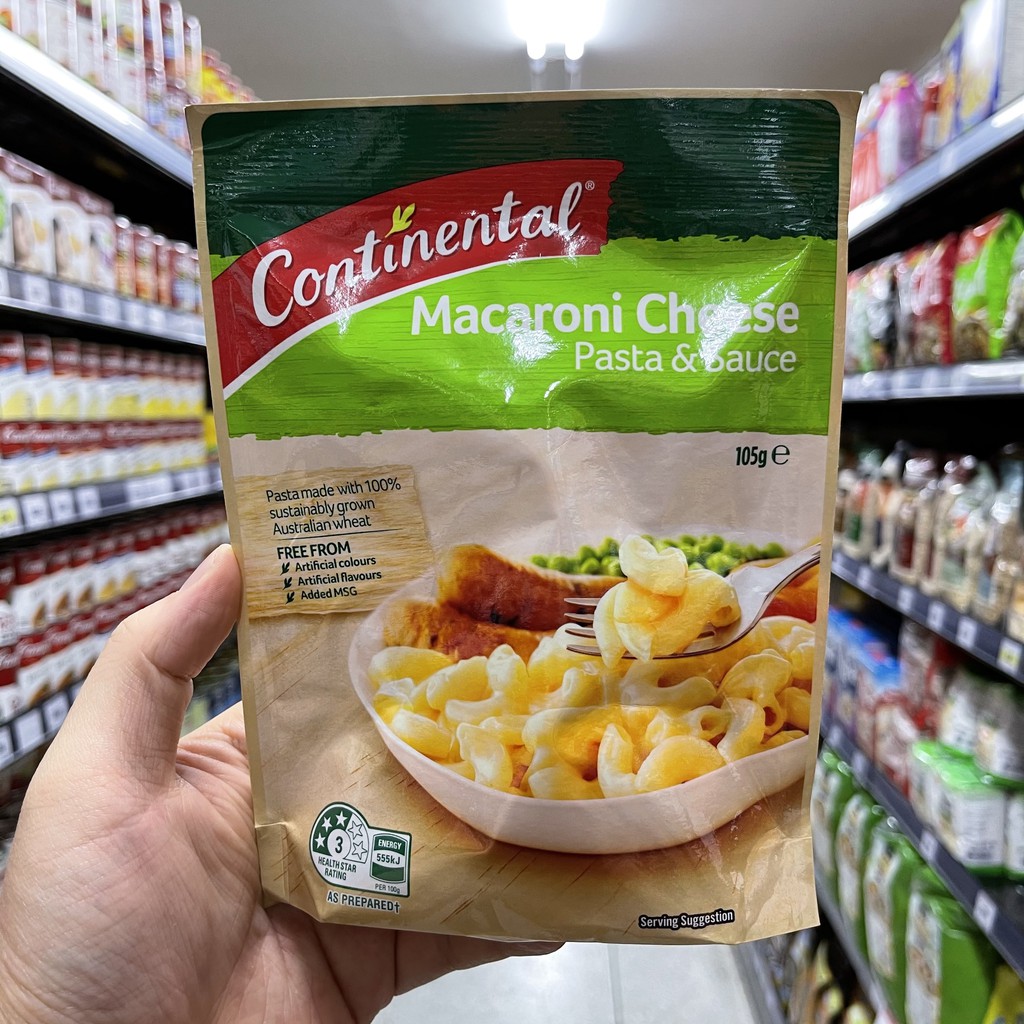 Continental®
Macaroni Cheese
Pasta & Sauce
105g ℮
Pasta made with 100%
sustainably grown
Australian wheat
FREE FROM
Artificial colours
Artificial flavours
Added MSG
3
HEALTH STAR
RATING
ENERGY
555kJ
PER 100g
AS PREPARED†
Serving Suggestion